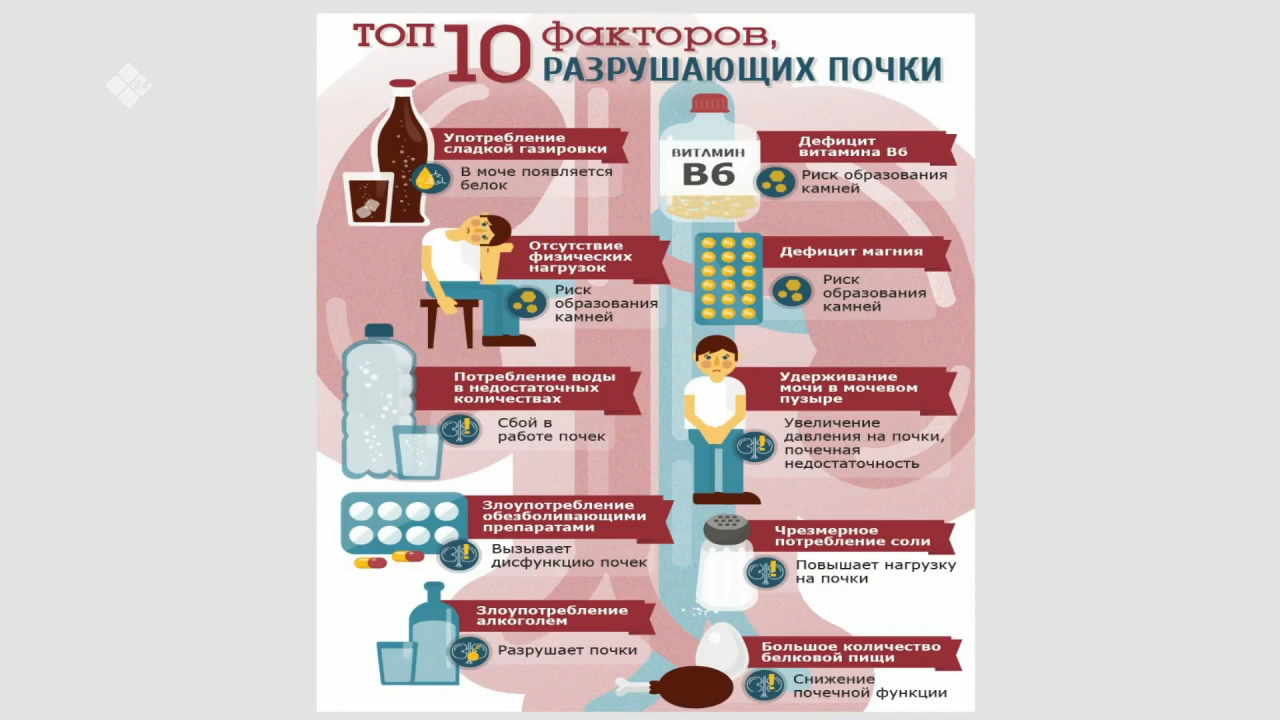 ТОП 10 факторов,
РАЗРУШАЮЩИХ ПОЧКИ
Употребление
сладкой газировки
В моче появляется
белок
Отсутствие
физических
нагрузок
Риск
образования
камней
Потребление воды
в недостаточных
количествах
Сбой в
работе почек
Злоупотребление
обезболивающими
препаратами
Вызывает
дисфункцию почек
Злоупотребление
алкоголем
Разрушает почки
ВИТАМИН
В6
Дефицит
витамина В6
Риск образования
камней
Дефицит магния
Риск
образования
камней
Удерживание
мочи в мочевом
пузыре
Увеличение
давления на почки,
почечная
недостаточность
Чрезмерное
потребление соли
Повышает нагрузку
на почки
Большое количество
белковой пищи
Снижение
почечной функции